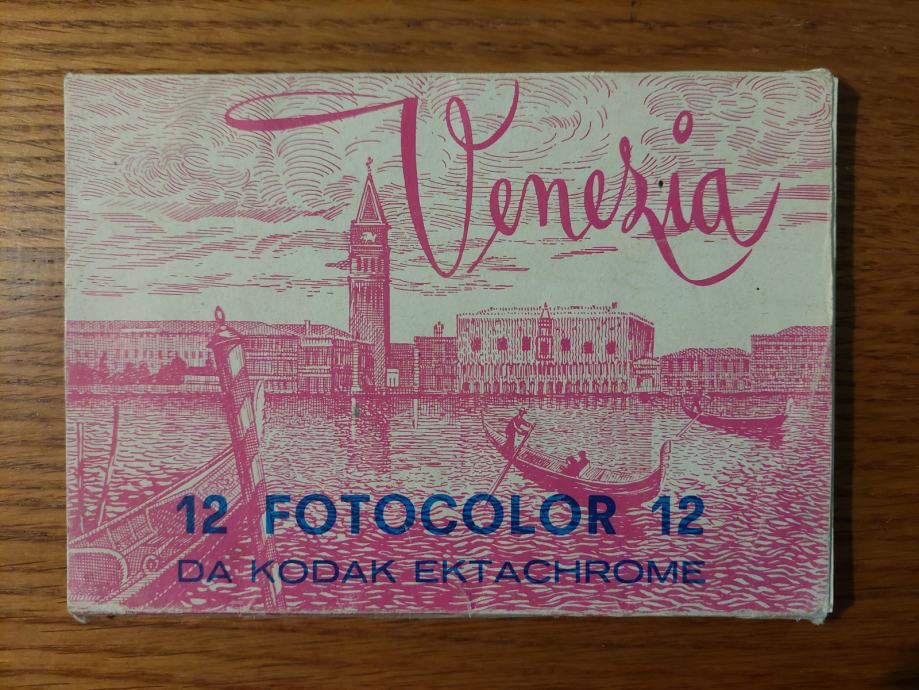 Venezia
12 FOTOCOLOR 12
DA KODAK EKTACHROME